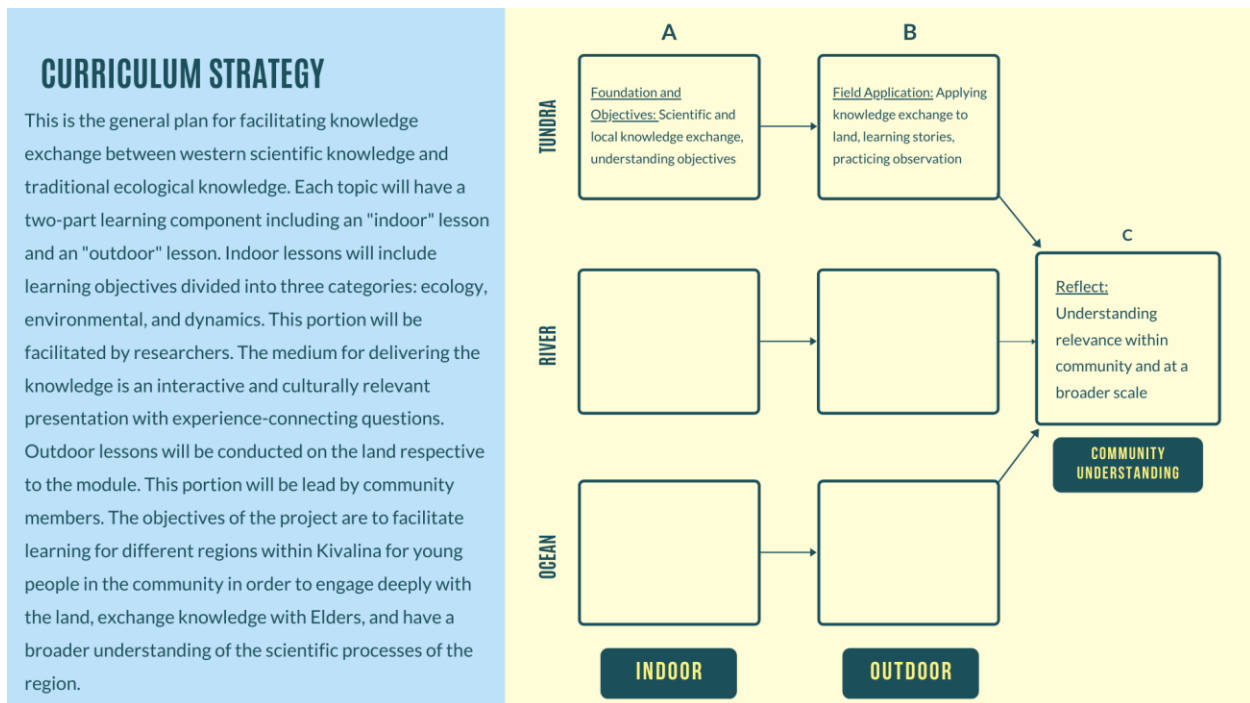 CURRICULUM STRATEGY
This is the general plan for facilitating knowledge
exchange between western scientific knowledge and
traditional ecological knowledge. Each topic will have a
two-part learning component including an "indoor" lesson
and an "outdoor" lesson. Indoor lessons will include
learning objectives divided into three categories: ecology,
environmental, and dynamics. This portion will be
facilitated by researchers. The medium for delivering the
knowledge is an interactive and culturally relevant
presentation with experience-connecting questions.
Outdoor lessons will be conducted on the land respective
to the module. This portion will be lead by community
members. The objectives of the project are to facilitate
learning for different regions within Kivalina for young
people in the community in order to engage deeply with
the land, exchange knowledge with Elders, and have a
broader understanding of the scientific processes of the
region.
A
B
TUNDRA
Foundation and
Objectives: Scientific and
local knowledge exchange,
understanding objectives
Field Application: Applying
knowledge exchange to
land, learning stories,
practicing observation
C
Reflect:
Understanding
relevance within
community and at a
broader scale
RIVER
COMMUNITY
UNDERSTANDING
OCEAN
INDOOR
OUTDOOR